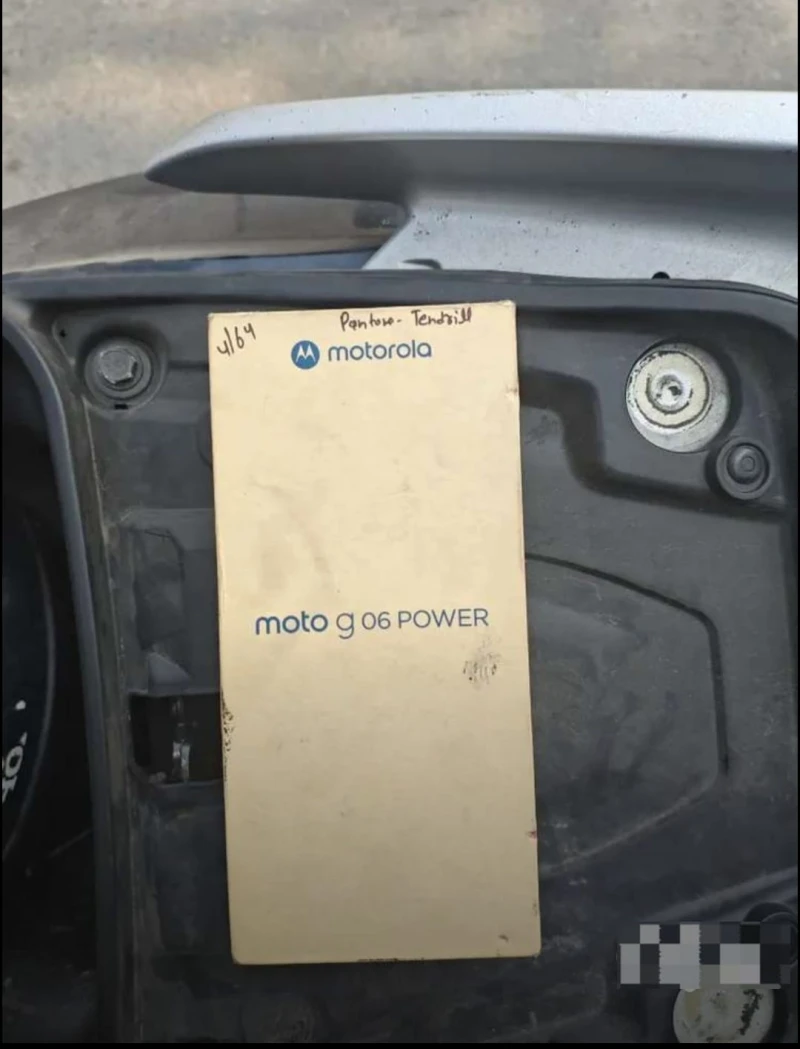 4/64
Pantone- Tendrill
motorola
moto g 06 POWER